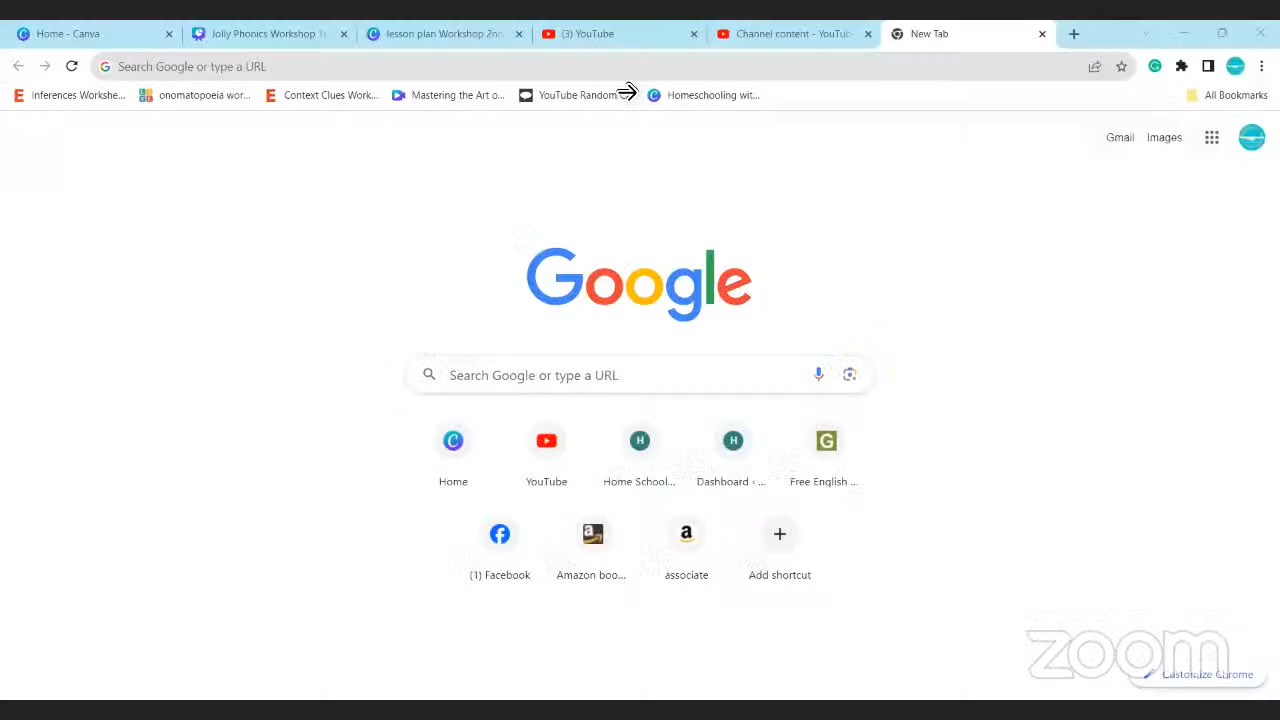 Home - Canva
Jolly Phonics Workshop
lesson plan Workshop 2n
(3) YouTube
Channel content - YouTub
New Tab
Search Google or type a URL
Inferences Workshe...
onomatopoeia wor...
Context Clues Work...
Mastering the Art o...
YouTube Random
Homeschooling wit...
All Bookmarks
Gmail
Images
Google
Search Google or type a URL
Home
YouTube
Home School...
Dashboard ‹ ...
Free English ...
(1) Facebook
Amazon boo...
associate
Add shortcut
zoom
Customize Chrome